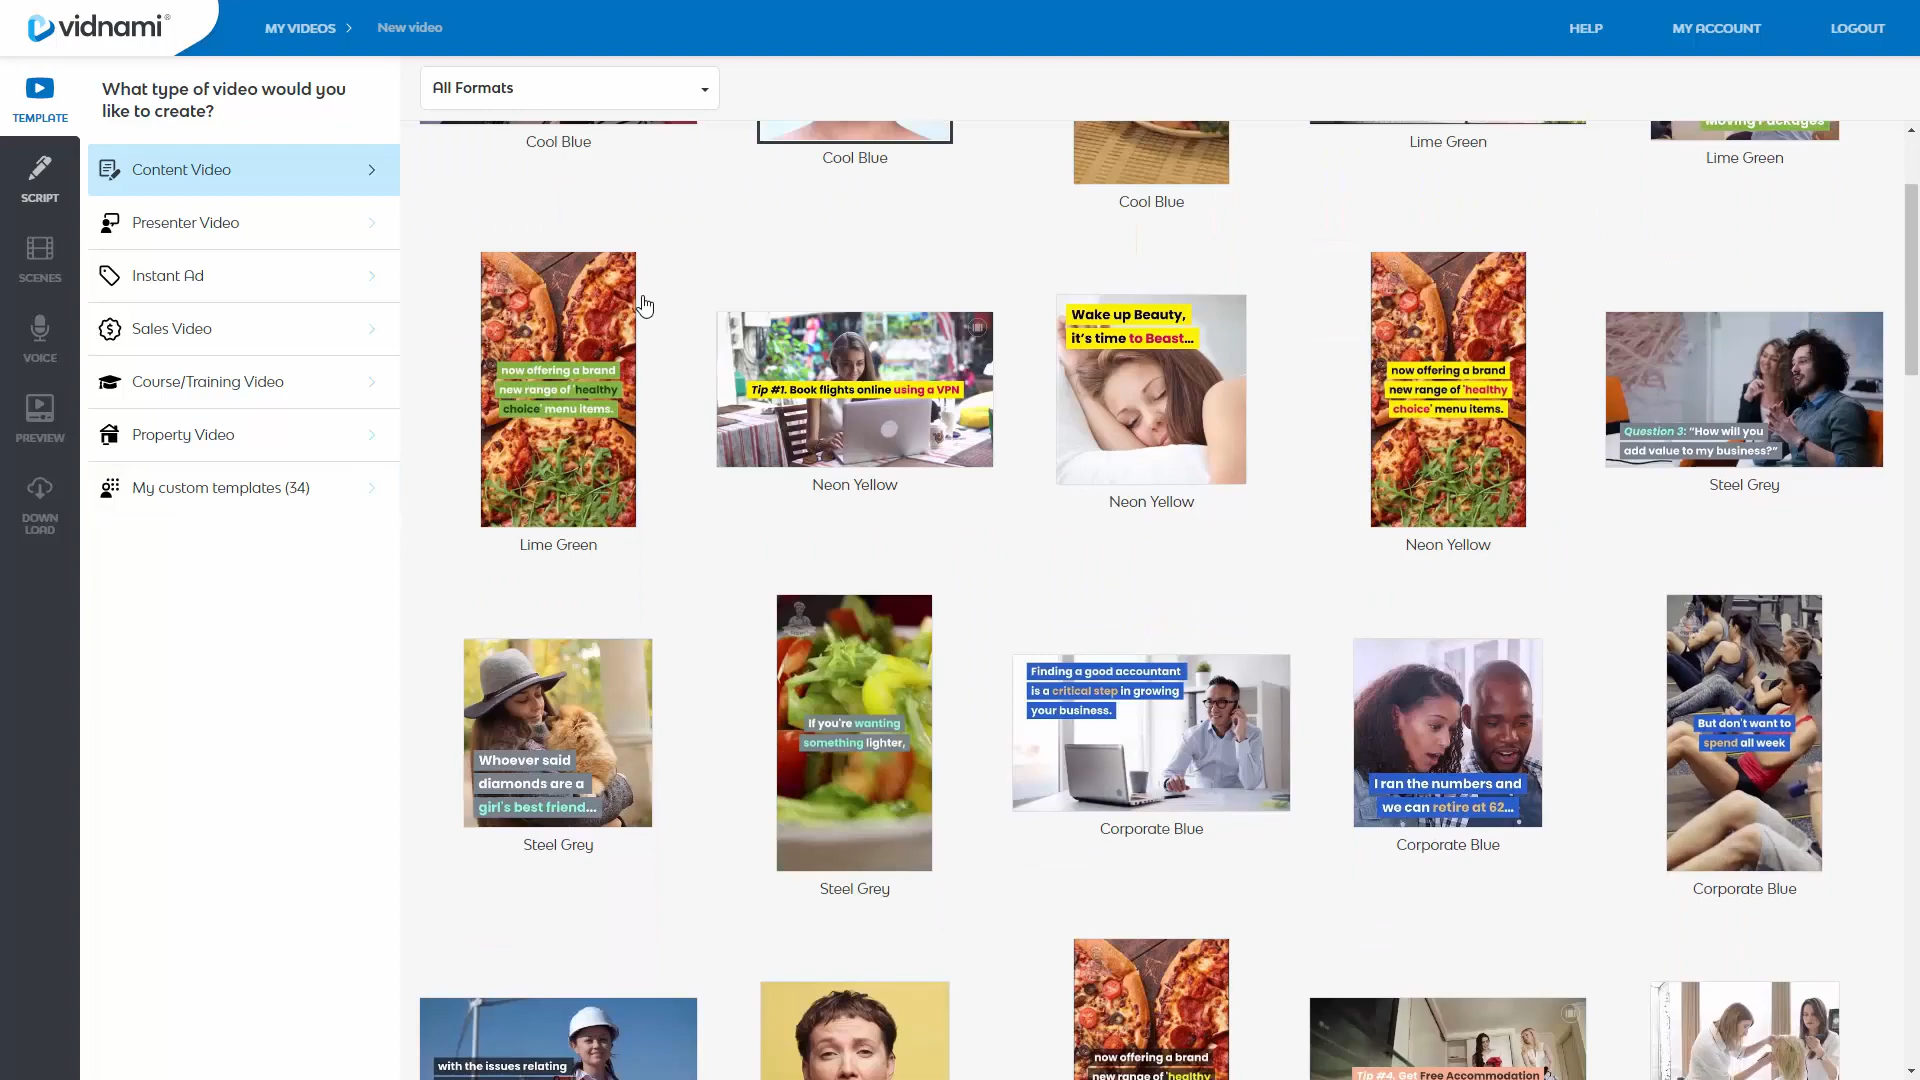 vidnami®
MY VIDEOS
New video
HELP
MY ACCOUNT
LOGOUT
TEMPLATE
SCRIPT
SCENES
VOICE
PREVIEW
DOWN
LOAD
What type of video would you
like to create?
Content Video
Presenter Video
Instant Ad
Sales Video
Course/Training Video
Property Video
My custom templates (34)
All Formats
Moving Packages
Cool Blue
Cool Blue
Cool Blue
Lime Green
Lime Green
now offering a brand
new range of 'healthy
choice' menu items.
Lime Green
Tip #1. Book flights online using a VPN
Neon Yellow
Wake up Beauty,
it's time to Beast...
Neon Yellow
now offering a brand
new range of 'healthy
choice' menu items.
Neon Yellow
Question 3: "How will you
add value to my business?"
Steel Grey
Whoever said
diamonds are a
girl's best friend...
Steel Grey
If you're wanting
something lighter,
Steel Grey
Finding a good accountant
is a critical step in growing
your business.
Corporate Blue
I ran the numbers and
we can retire at 62...
Corporate Blue
But don't want to
spend all week
Corporate Blue
with the issues relating
now offering a brand
new range of 'healthy
Tip #4. Get Free Accommodation